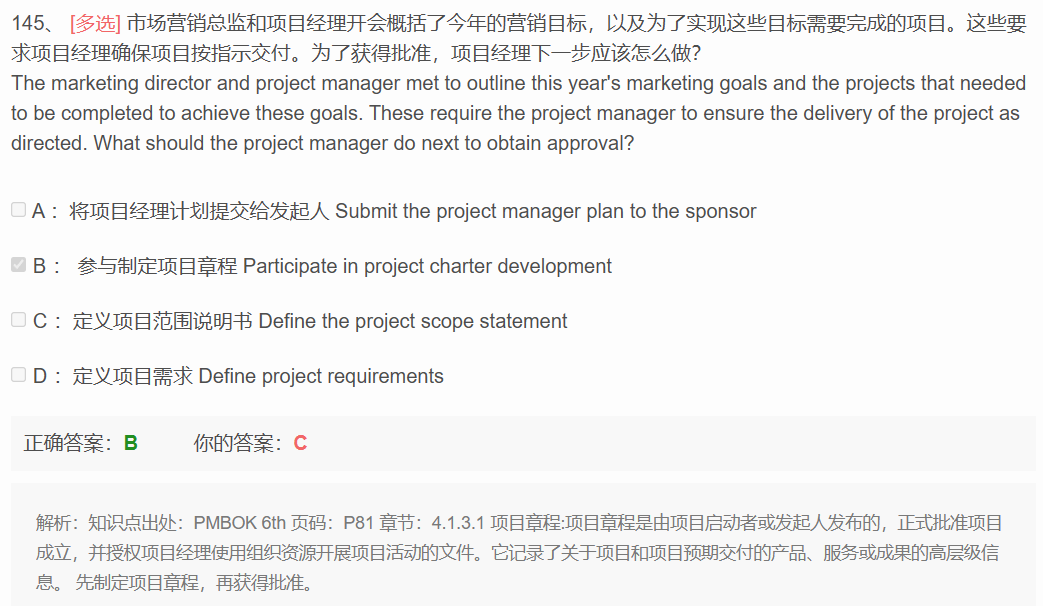 145、 [多选] 市场营销总监和项目经理开会概括了今年的营销目标，以及为了实现这些目标需要完成的项目。这些要
求项目经理确保项目按指示交付。为了获得批准，项目经理下一步应该怎么做？
The marketing director and project manager met to outline this year's marketing goals and the projects that needed
to be completed to achieve these goals. These require the project manager to ensure the delivery of the project as
directed. What should the project manager do next to obtain approval?
A： 将项目经理计划提交给发起人 Submit the project manager plan to the sponsor
B： 参与制定项目章程 Participate in project charter development
C： 定义项目范围说明书 Define the project scope statement
D： 定义项目需求 Define project requirements
正确答案：B 你的答案：C
解析：知识点出处：PMBOK 6th 页码：P81 章节：4.1.3.1 项目章程:项目章程是由项目启动者或发起人发布的，正式批准项目
成立，并授权项目经理使用组织资源开展项目活动的文件。它记录了关于项目和项目预期交付的产品、服务或成果的高层级信
息。 先制定项目章程，再获得批准。